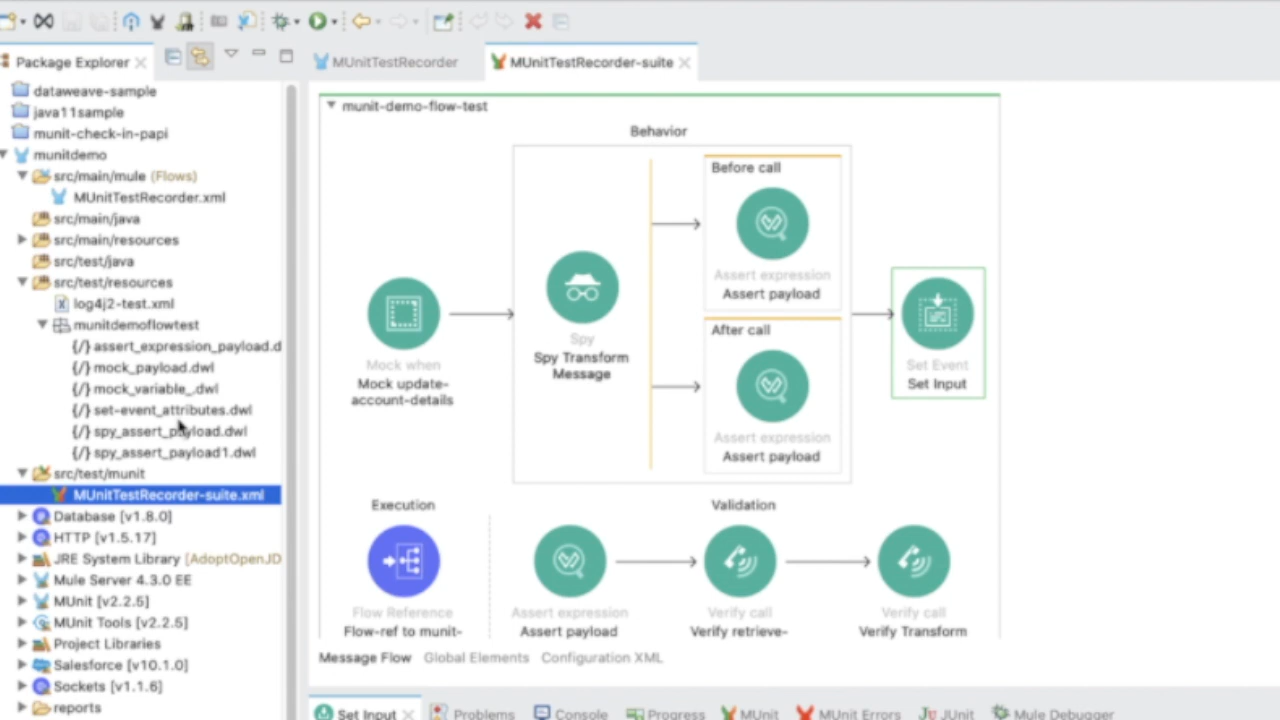 Package Explorer
MUnitTestRecorder
MUnitTestRecorder-suite
dataweave-sample
java11sample
munit-check-in-papi
munitdemo
src/main/mule (Flows)
MUnitTestRecorder.xml
src/main/java
src/main/resources
src/test/java
src/test/resources
log4j2-test.xml
munitdemoflowtest
{/} assert_expression_payload.d
{/} mock_payload.dwl
{/} mock_variable_.dwl
{/} set-event_attributes.dwl
{/} spy_assert_payload.dwl
{/} spy_assert_payload1.dwl
src/test/munit
MUnitTestRecorder-suite.xml
Database [v1.8.0]
HTTP [v1.5.17]
JRE System Library [AdoptOpenJD
Mule Server 4.3.0 EE
MUnit [v2.2.5]
MUnit Tools [v2.2.5]
Project Libraries
Salesforce [v10.1.0]
Sockets [v1.1.6]
reports
munit-demo-flow-test
Behavior
Mock when
Mock update-
account-details
Spy
Spy Transform
Message
Before call
Assert expression
Assert payload
After call
Assert expression
Assert payload
Set Event
Set Input
Execution
Flow Reference
Flow-ref to munit-
Validation
Assert expression
Assert payload
Verify call
Verify retrieve-
Verify call
Verify Transform
Message Flow Global Elements Configuration XML
Set Input Problems Console Progress MUnit MUnit Errors JUnit Mule Debugger